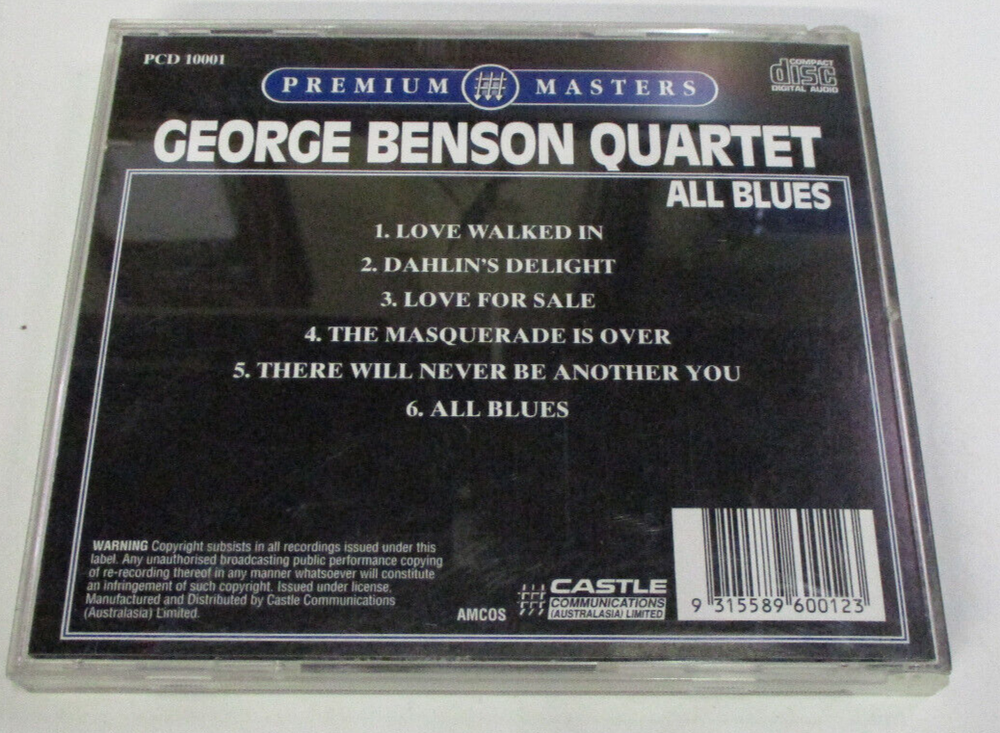 PCD 10001
PREMIUM MASTERS
COMPACT
disc
DIGITAL AUDIO
GEORGE BENSON QUARTET
ALL BLUES
1. LOVE WALKED IN
2. DAHLIN'S DELIGHT
3. LOVE FOR SALE
4. THE MASQUERADE IS OVER
5. THERE WILL NEVER BE ANOTHER YOU
6. ALL BLUES
WARNING Copyright subsists in all recordings issued under this
label. Any unauthorised broadcasting public performance copying
of re-recording thereof in any manner whatsoever will constitute
an infringement of such copyright. Issued under license.
Manufactured and Distributed by Castle Communications
(Australasia) Limited.
AMCOS
CASTLE
COMMUNICATIONS
(AUSTRALASIA) LIMITED
9 315589 600123